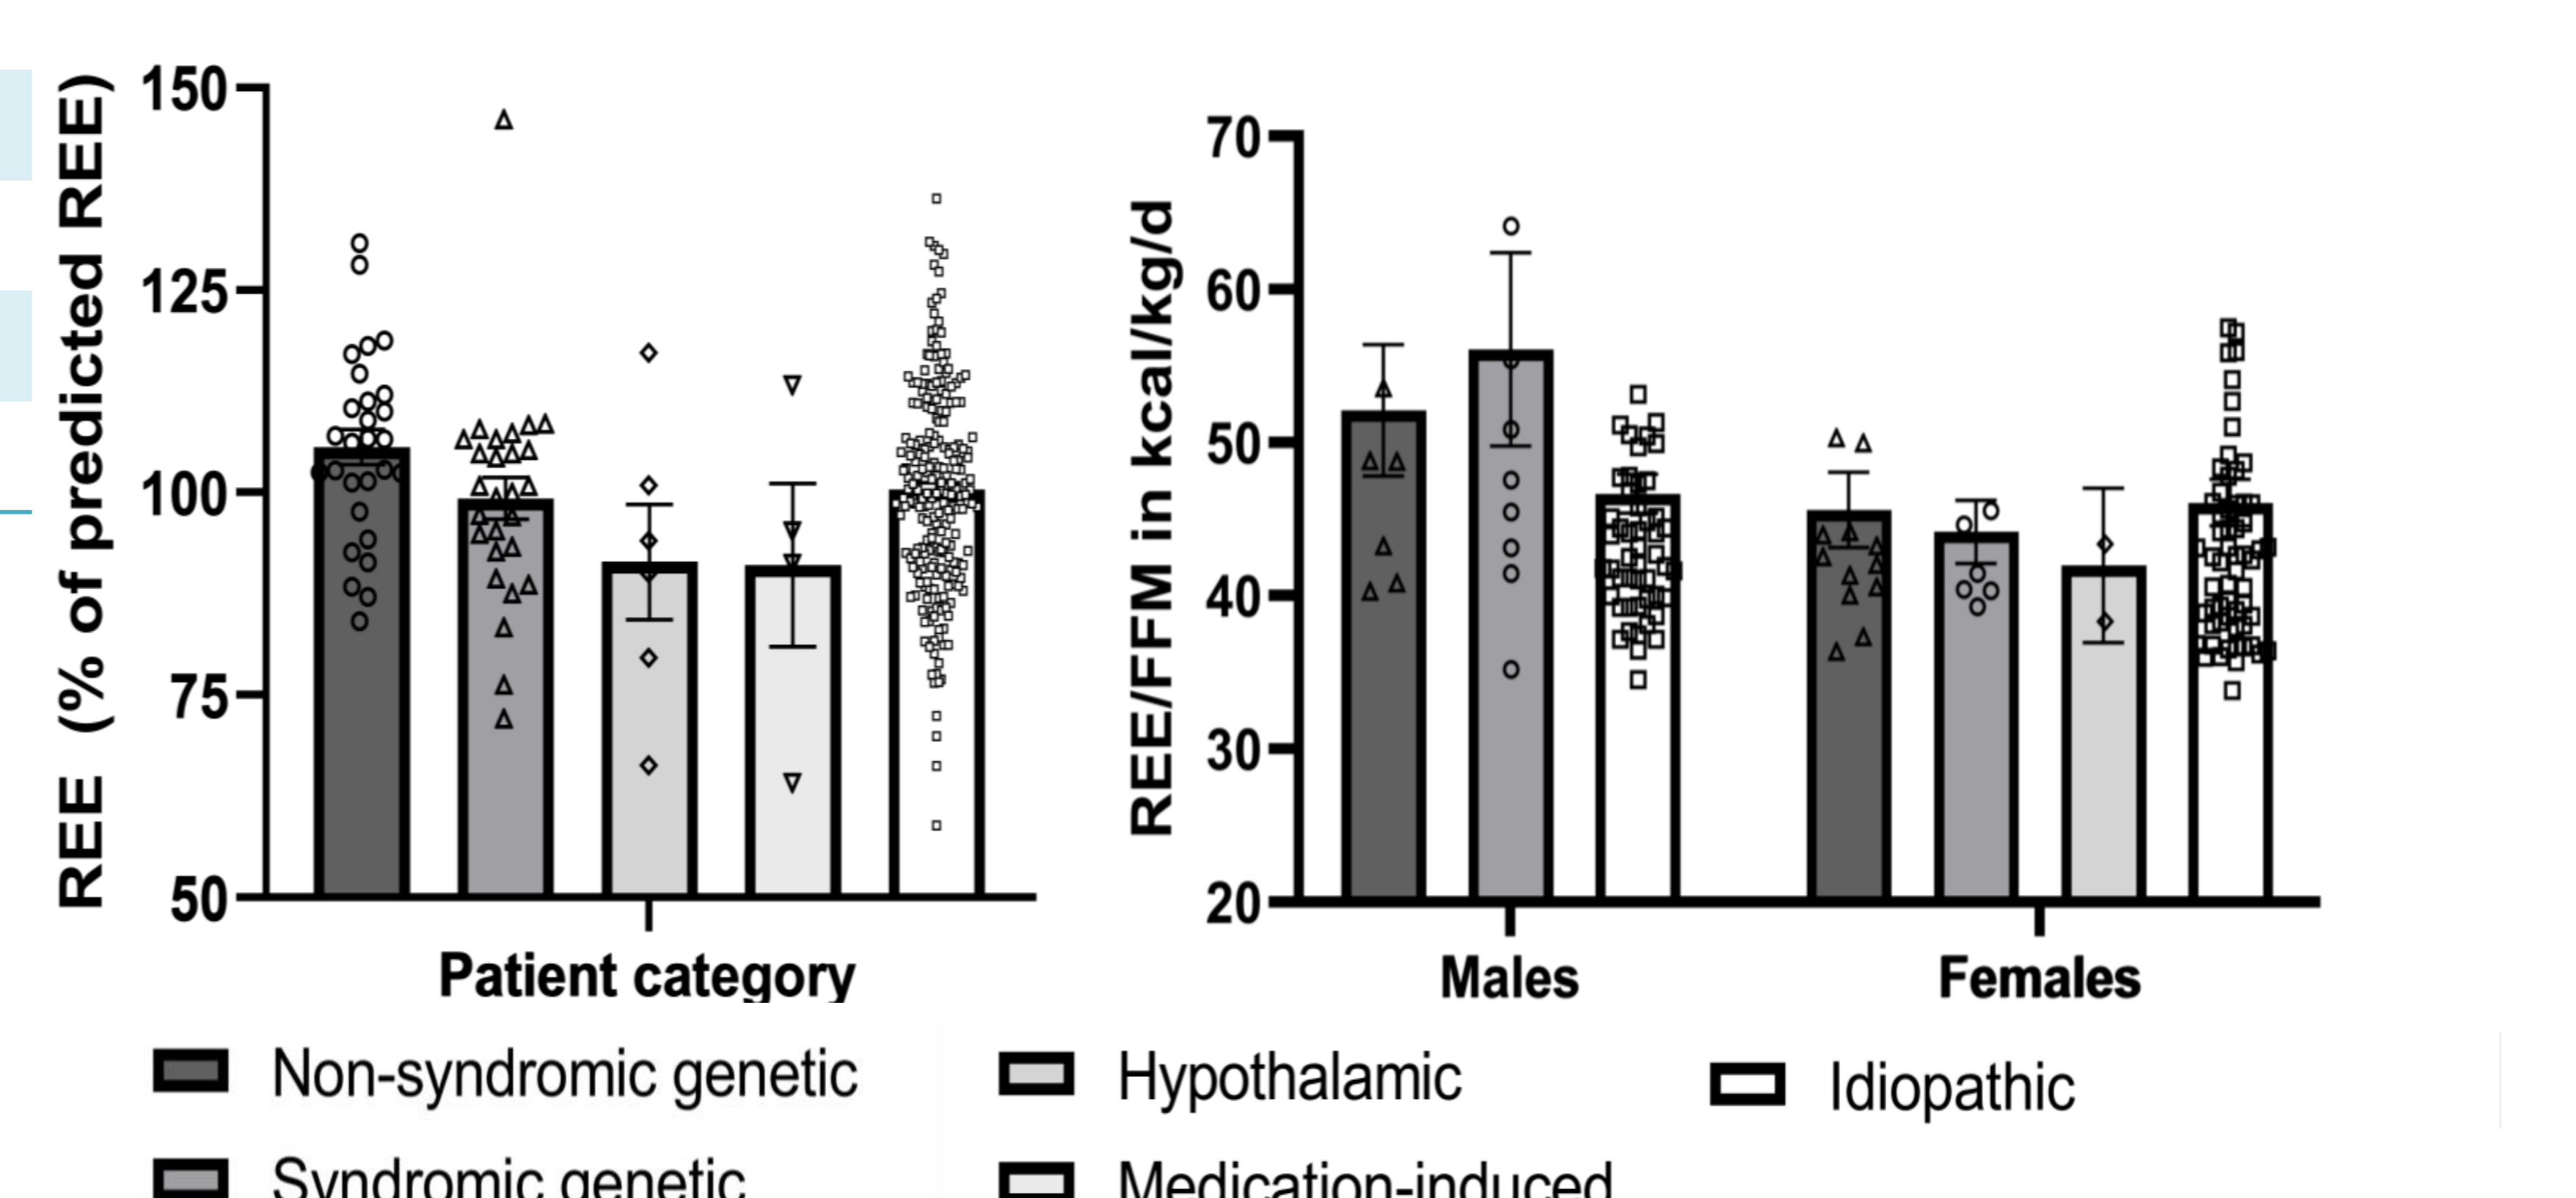 REE (% of predicted REE)
150
125
100
75
50
Patient category
REE/FFM in kcal/kg/d
70
60
50
40
30
20
Males
Females
Non-syndromic genetic
Hypothalamic
Idiopathic
Syndromic genetic
Medication-induced